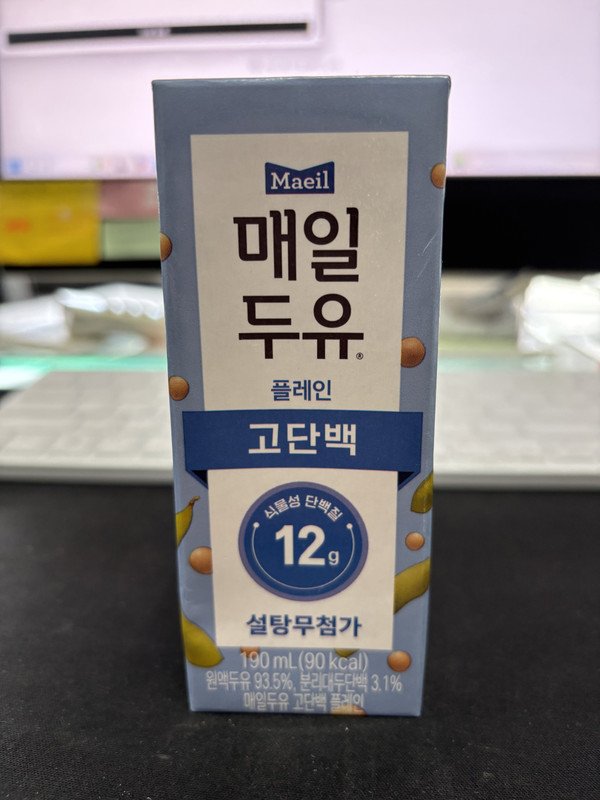 Maeil
매일
두유®
플레인
고단백
식물성 단백질
12g
설탕무첨가
190 mL(90 kcal)
원액두유 93.5%, 분리대두단백 3.1%
매일두유 고단백 플레인